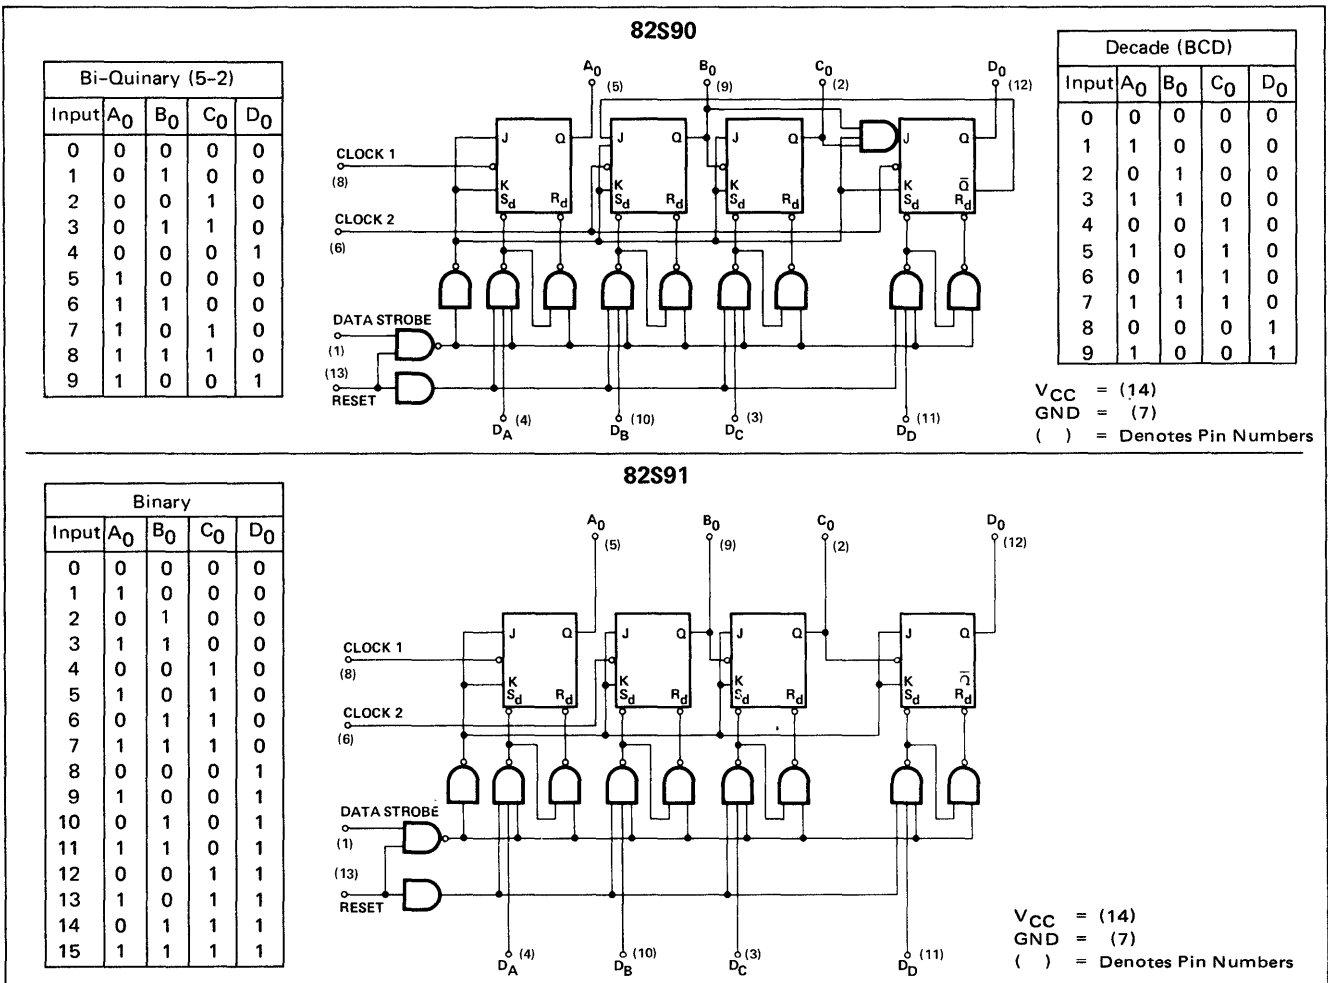 82S90
Bi-Quinary (5-2)
Input A0 B0 C0 D0
0 0 0 0 0
1 0 1 0 0
2 0 0 1 0
3 0 1 1 0
4 0 0 0 1
5 1 0 0 0
6 1 1 0 0
7 1 0 1 0
8 1 1 1 0
9 1 0 0 1
A0 (5)
B0 (9)
C0 (2)
D0 (12)
J Q
J Q
J Q
Q
CLOCK 1
(8)
K
K
K
K Q̅
Sd Rd
Sd Rd
Sd Rd
Sd Rd
CLOCK 2
(6)
DATA STROBE
(1)
(13)
RESET
DA (4)
DB (10)
DC (3)
DD (11)
Decade (BCD)
Input A0 B0 C0 D0
0 0 0 0 0
1 1 0 0 0
2 0 1 0 0
3 1 1 0 0
4 0 0 1 0
5 1 0 1 0
6 0 1 1 0
7 1 1 1 0
8 0 0 0 1
9 1 0 0 1
VCC = (14)
GND = (7)
( ) = Denotes Pin Numbers
82S91
Binary
Input A0 B0 C0 D0
0 0 0 0 0
1 1 0 0 0
2 0 1 0 0
3 1 1 0 0
4 0 0 1 0
5 1 0 1 0
6 0 1 1 0
7 1 1 1 0
8 0 0 0 1
9 1 0 0 1
10 0 1 0 1
11 1 1 0 1
12 0 0 1 1
13 1 0 1 1
14 0 1 1 1
15 1 1 1 1
A0 (5)
B0 (9)
C0 (2)
D0 (12)
J Q
J Q
J Q
J Q
CLOCK 1
(8)
K
K
K
K Q̅
Sd Rd
Sd Rd
Sd Rd
Sd Rd
CLOCK 2
(6)
DATA STROBE
(1)
(13)
RESET
DA (4)
DB (10)
DC (3)
DD (11)
VCC = (14)
GND = (7)
( ) = Denotes Pin Numbers